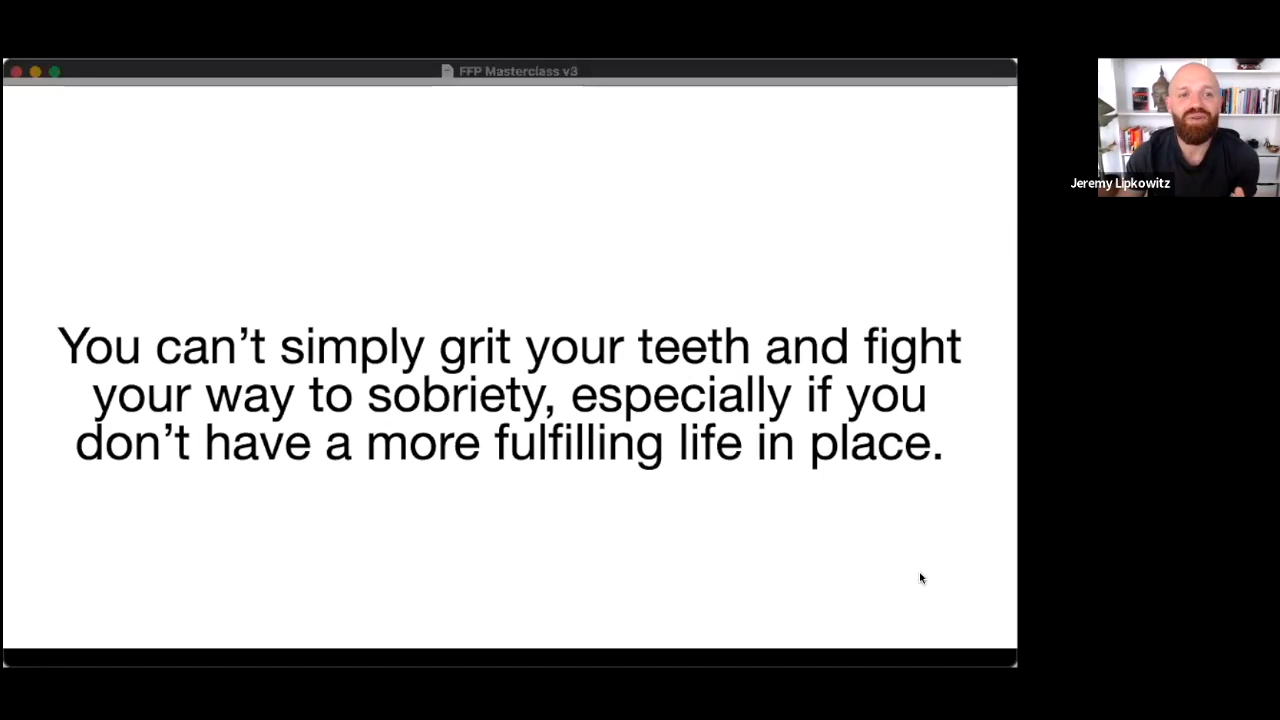 FFP Masterclass v3
Jeremy Lipkowitz
You can’t simply grit your teeth and fight
your way to sobriety, especially if you
don’t have a more fulfilling life in place.